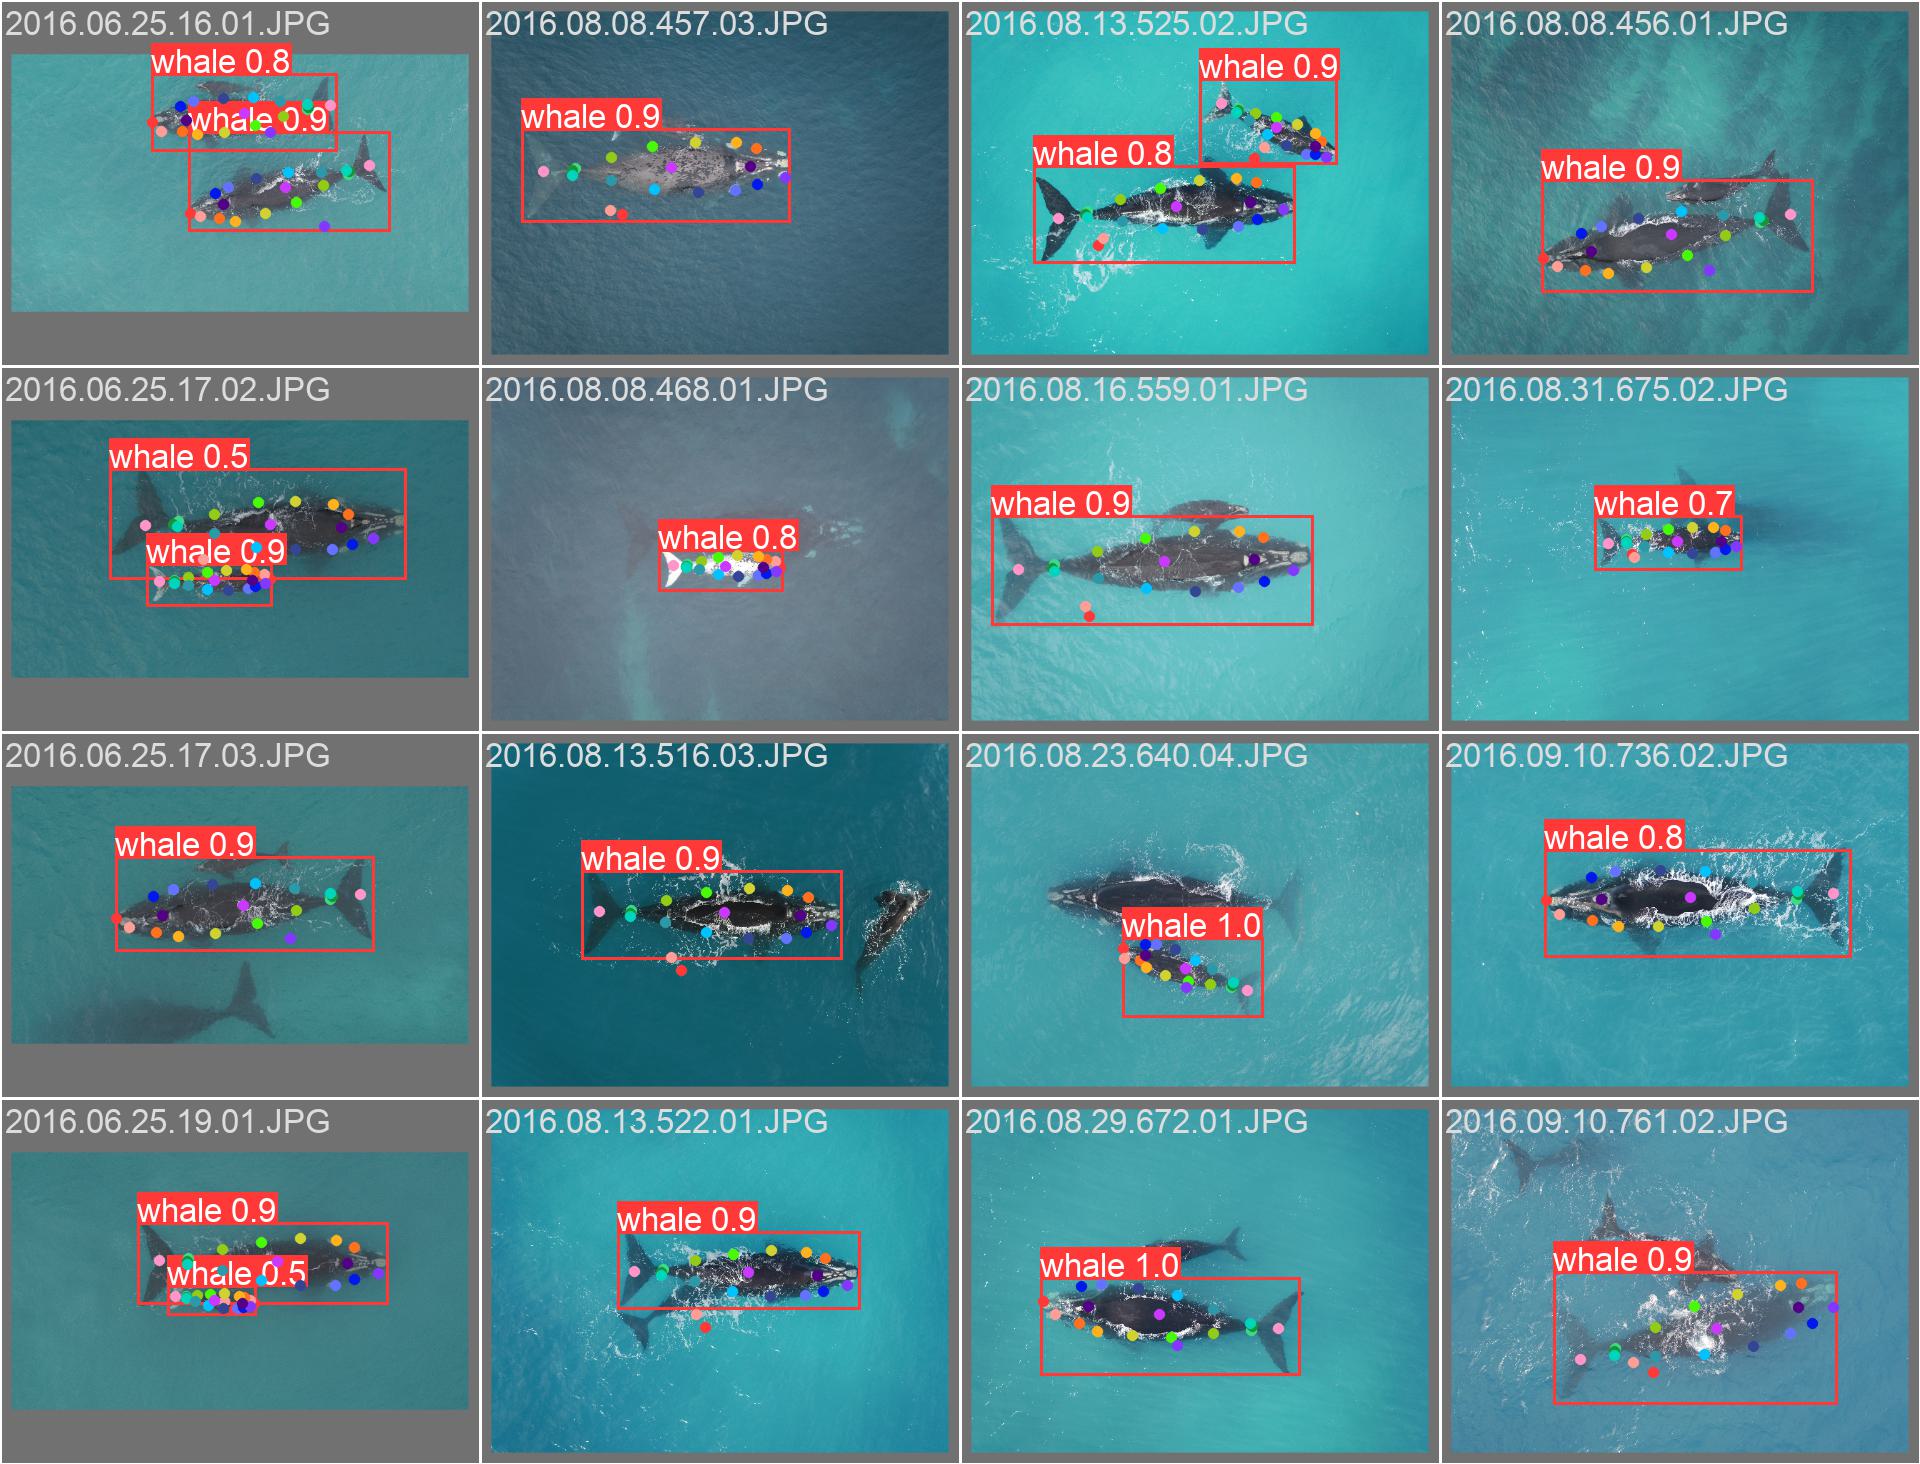 2016.06.25.16.01.JPG
whale 0.8
whale 0.9
2016.08.08.457.03.JPG
whale 0.9
2016.08.13.525.02.JPG
whale 0.9
whale 0.8
2016.08.08.456.01.JPG
whale 0.9
2016.06.25.17.02.JPG
whale 0.5
whale 0.9
2016.08.08.468.01.JPG
whale 0.8
2016.08.16.559.01.JPG
whale 0.9
2016.08.31.675.02.JPG
whale 0.7
2016.06.25.17.03.JPG
whale 0.9
2016.08.13.516.03.JPG
whale 0.9
2016.08.23.640.04.JPG
whale 1.0
2016.09.10.736.02.JPG
whale 0.8
2016.06.25.19.01.JPG
whale 0.9
whale 0.5
2016.08.13.522.01.JPG
whale 0.9
2016.08.29.672.01.JPG
whale 1.0
2016.09.10.761.02.JPG
whale 0.9